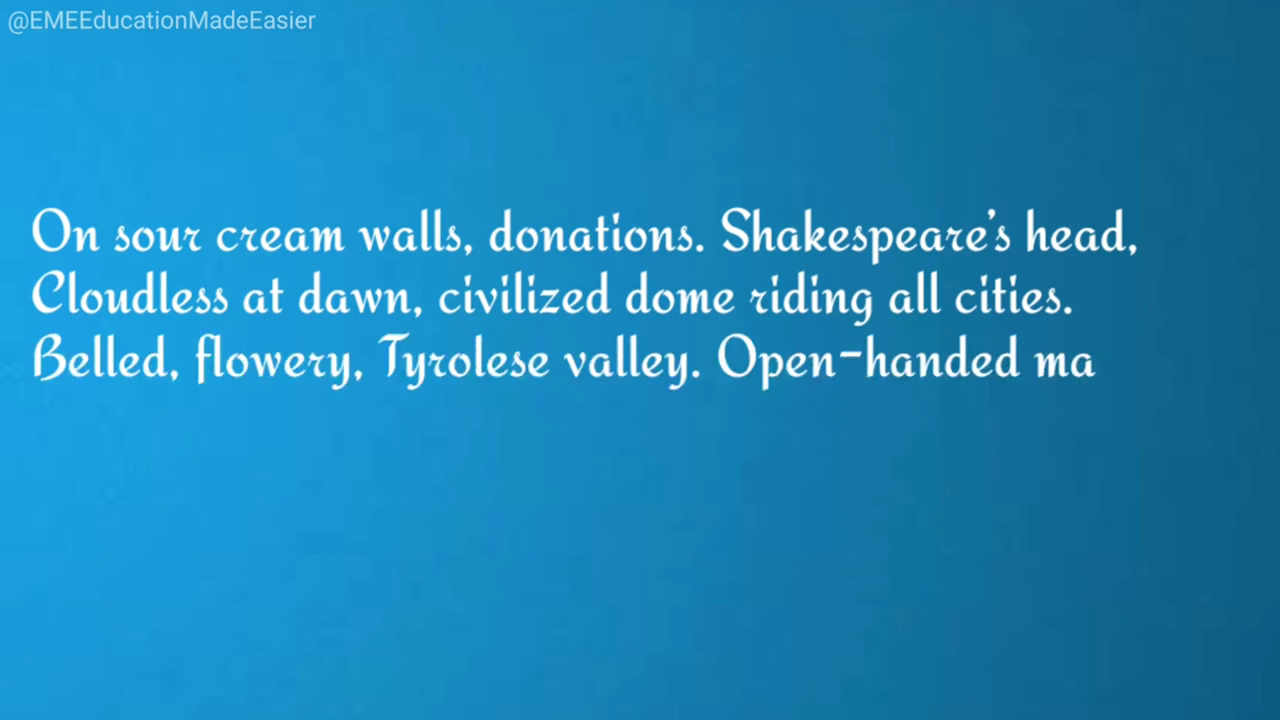 @EMEEducationMadeEasier
On sour cream walls, donations. Shakespeare's head,
Cloudless at dawn, civilized dome riding all cities.
Belled, flowery, Tyrolese valley. Open-handed ma